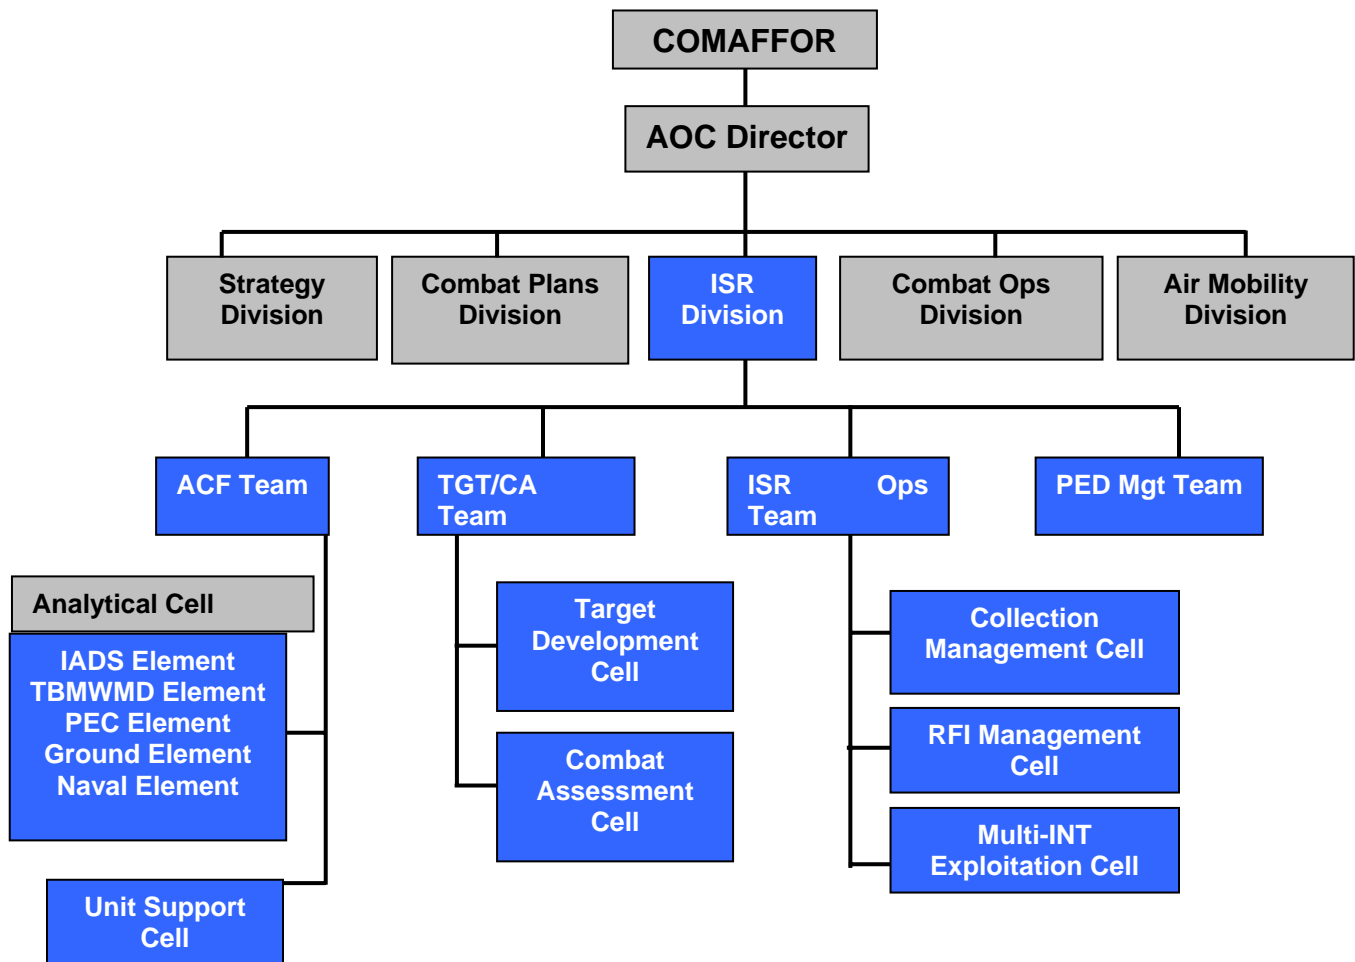 COMAFFOR
AOC Director
Strategy
Division
Combat Plans
Division
ISR
Division
Combat Ops
Division
Air Mobility
Division
ACF Team
TGT/CA
Team
ISR Ops
Team
PED Mgt Team
Analytical Cell
IADS Element
TBMWMD Element
PEC Element
Ground Element
Naval Element
Unit Support
Cell
Target
Development
Cell
Combat
Assessment
Cell
Collection
Management Cell
RFI Management
Cell
Multi-INT
Exploitation Cell